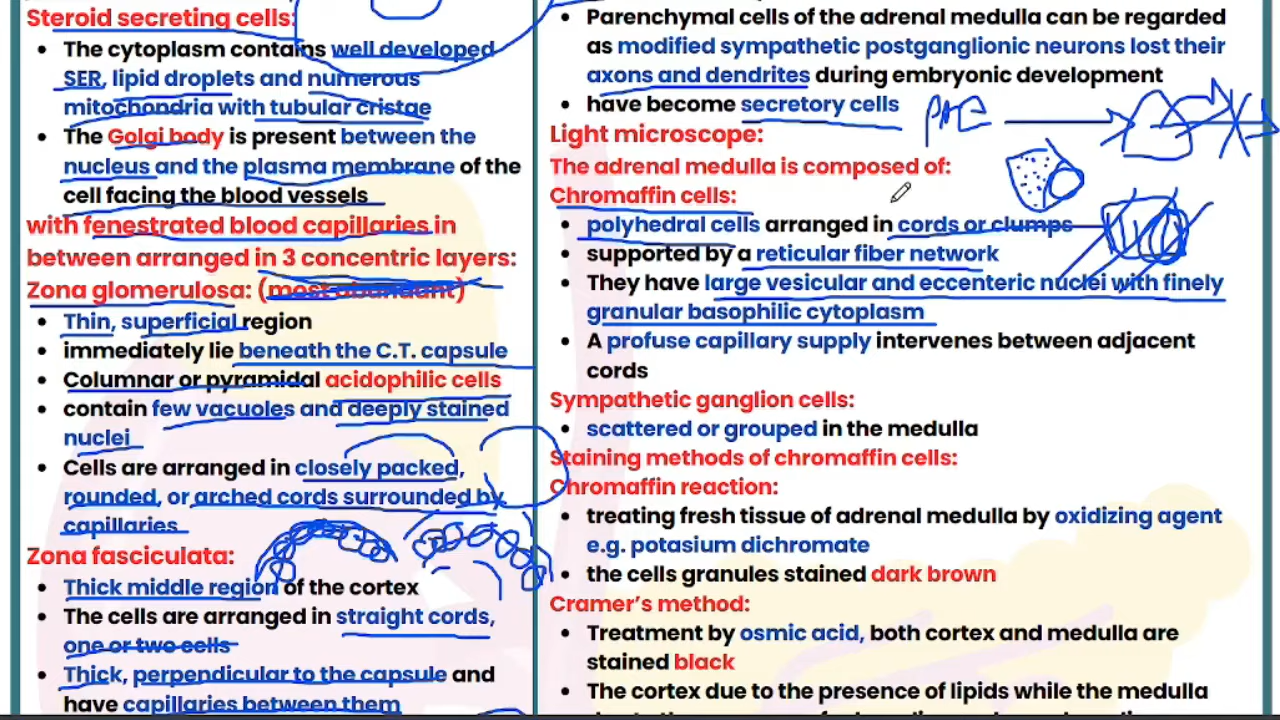 Steroid secreting cells:
• The cytoplasm contains well developed
SER, lipid droplets and numerous
mitochondria with tubular cristae
• The Golgi body is present between the
nucleus and the plasma membrane of the
cell facing the blood vessels
with fenestrated blood capillaries in
between arranged in 3 concentric layers:
Zona glomerulosa: (most abundant)
• Thin, superficial region
• immediately lie beneath the C.T. capsule
• Columnar or pyramidal acidophilic cells
• contain few vacuoles and deeply stained
nuclei
• Cells are arranged in closely packed,
rounded, or arched cords surrounded by
capillaries
Zona fasciculata:
• Thick middle region of the cortex
• The cells are arranged in straight cords,
one or two cells
• Thick, perpendicular to the capsule and
have capillaries between them
• Parenchymal cells of the adrenal medulla can be regarded
as modified sympathetic postganglionic neurons lost their
axons and dendrites during embryonic development
• have become secretory cells
Light microscope:
The adrenal medulla is composed of:
Chromaffin cells:
• polyhedral cells arranged in cords or clumps
• supported by a reticular fiber network
• They have large vesicular and eccenteric nuclei with finely
granular basophilic cytoplasm
• A profuse capillary supply intervenes between adjacent
cords
Sympathetic ganglion cells:
• scattered or grouped in the medulla
Staining methods of chromaffin cells:
Chromaffin reaction:
• treating fresh tissue of adrenal medulla by oxidizing agent
e.g. potasium dichromate
• the cells granules stained dark brown
Cramer's method:
• Treatment by osmic acid, both cortex and medulla are
stained black
• The cortex due to the presence of lipids while the medulla